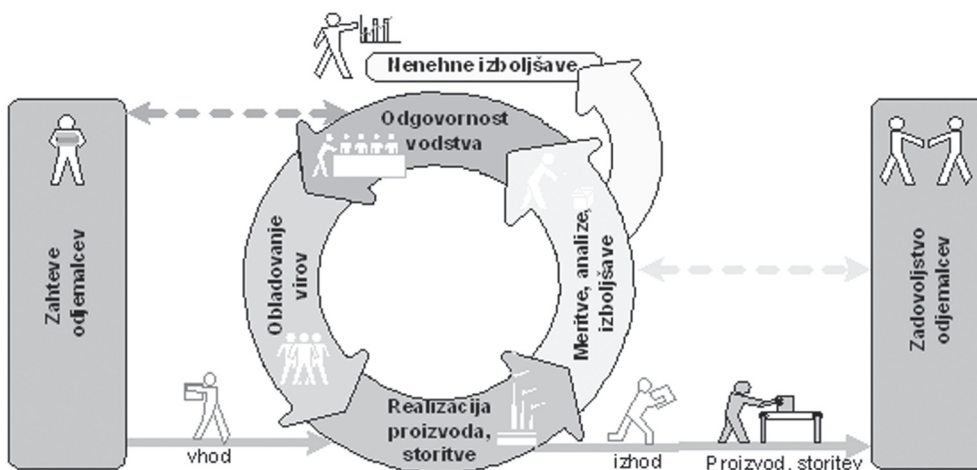 Nenehne izboljšave
Odgovornost
vodstva
Zahteve
odjemalcev
Obladovanje
virov
Meritve, analize,
izboljšave
Zadovoljstvo
odjemalcev
Realizacija
proizvoda,
storitve
vhod
izhod
Proizvod, storitev